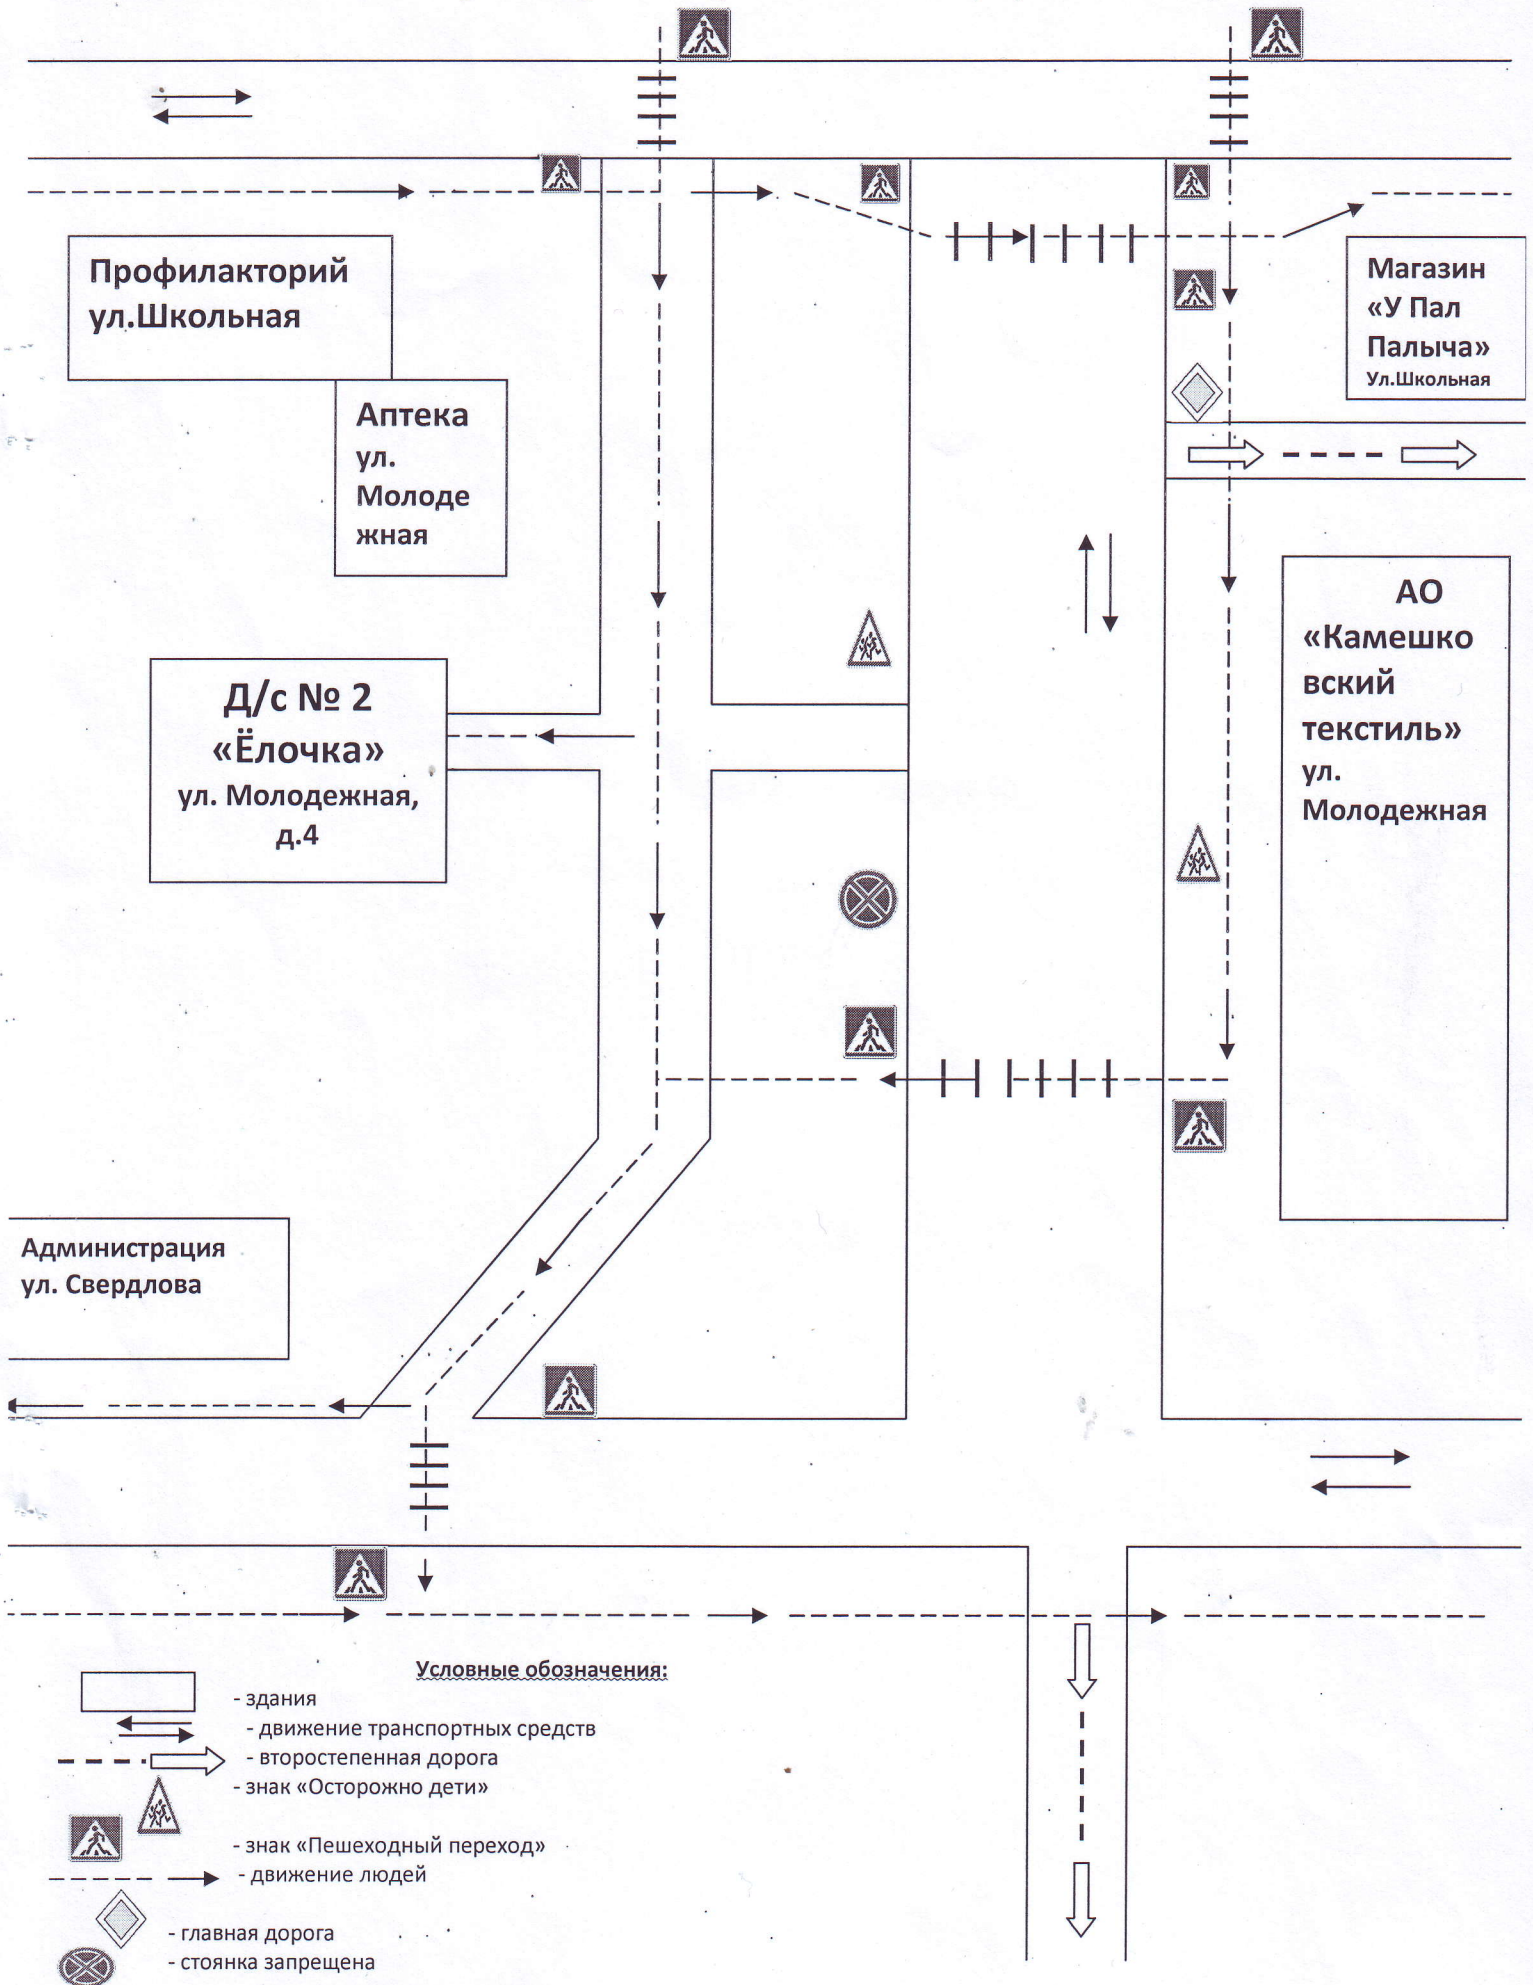 Профилакторий
ул.Школьная
Аптека
ул.
Молоде
жная
Магазин
«У Пал
Палыча»
Ул.Школьная
АО
«Камешко
вский
текстиль»
ул.
Молодежная
Д/с № 2
«Ёлочка»
ул. Молодежная,
д.4
Администрация
ул. Свердлова
Условные обозначения:
- здания
- движение транспортных средств
- второстепенная дорога
- знак «Осторожно дети»
- знак «Пешеходный переход»
- движение людей
- главная дорога
- стоянка запрещена